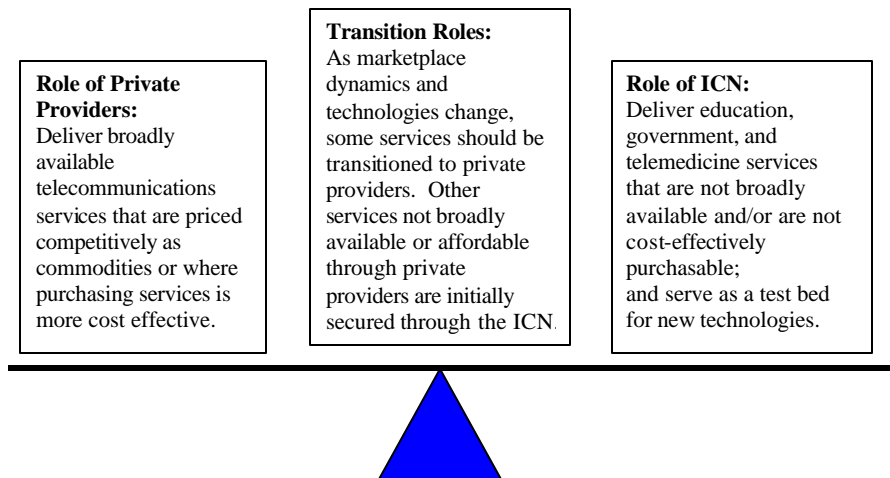 Role of Private
Providers:
Deliver broadly
available
telecommunications
services that are priced
competitively as
commodities or where
purchasing services is
more cost effective.
Transition Roles:
As marketplace
dynamics and
technologies change,
some services should be
transitioned to private
providers.  Other
services not broadly
available or affordable
through private
providers are initially
secured through the ICN.
Role of ICN:
Deliver education,
government, and
telemedicine services
that are not broadly
available and/or are not
cost-effectively
purchasable;
and serve as a test bed
for new technologies.